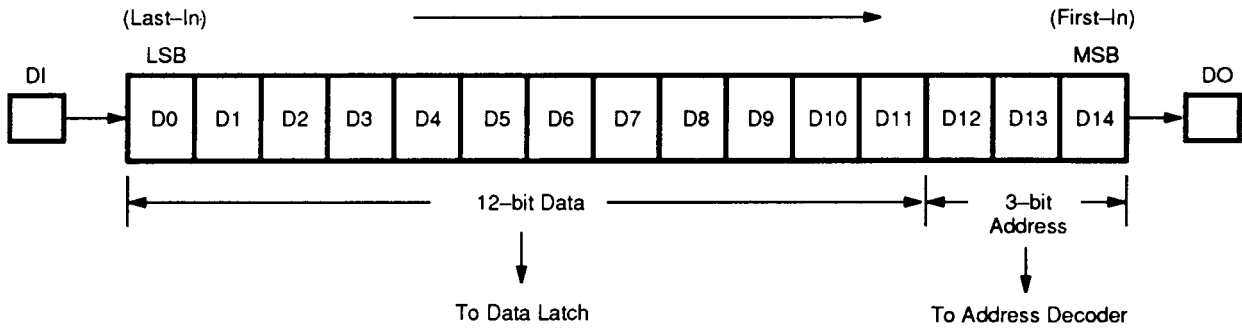 (Last–In) (First–In)
LSB MSB
DI DO
D0 D1 D2 D3 D4 D5 D6 D7 D8 D9 D10 D11 D12 D13 D14
12–bit Data 3–bit
Address
To Data Latch To Address Decoder